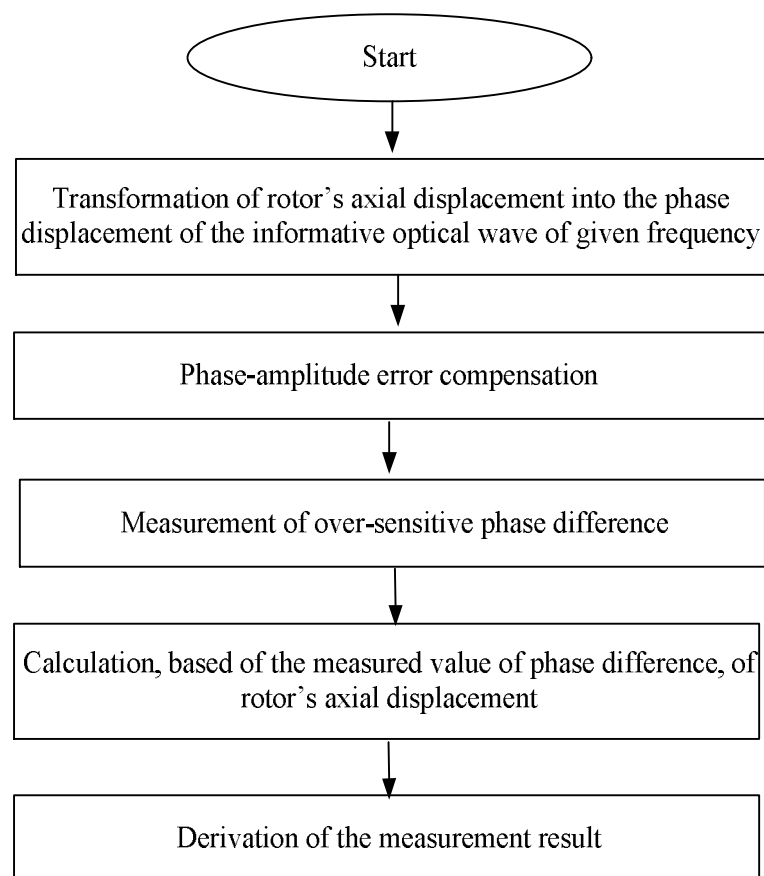 Start
Transformation of rotor’s axial displacement into the phase
displacement of the informative optical wave of given frequency
Phase-amplitude error compensation
Measurement of over-sensitive phase difference
Calculation, based of the measured value of phase difference, of
rotor’s axial displacement
Derivation of the measurement result